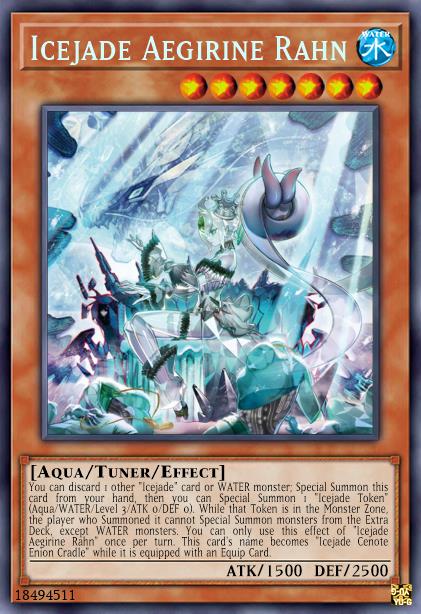 Icejade Aegirine Rahn
WATER
水
[Aqua/Tuner/Effect]
You can discard 1 other "Icejade" card or WATER monster; Special Summon this
card from your hand, then you can Special Summon 1 "Icejade Token"
(Aqua/WATER/Level 3/ATK 0/DEF 0). While that Token is in the Monster Zone,
the player who Summoned it cannot Special Summon monsters from the Extra
Deck, except WATER monsters. You can only use this effect of "Icejade
Aegirine Rahn" once per turn. This card's name becomes "Icejade Cenote
Enion Cradle" while it is equipped with an Equip Card.
ATK/1500 DEF/2500
18494511